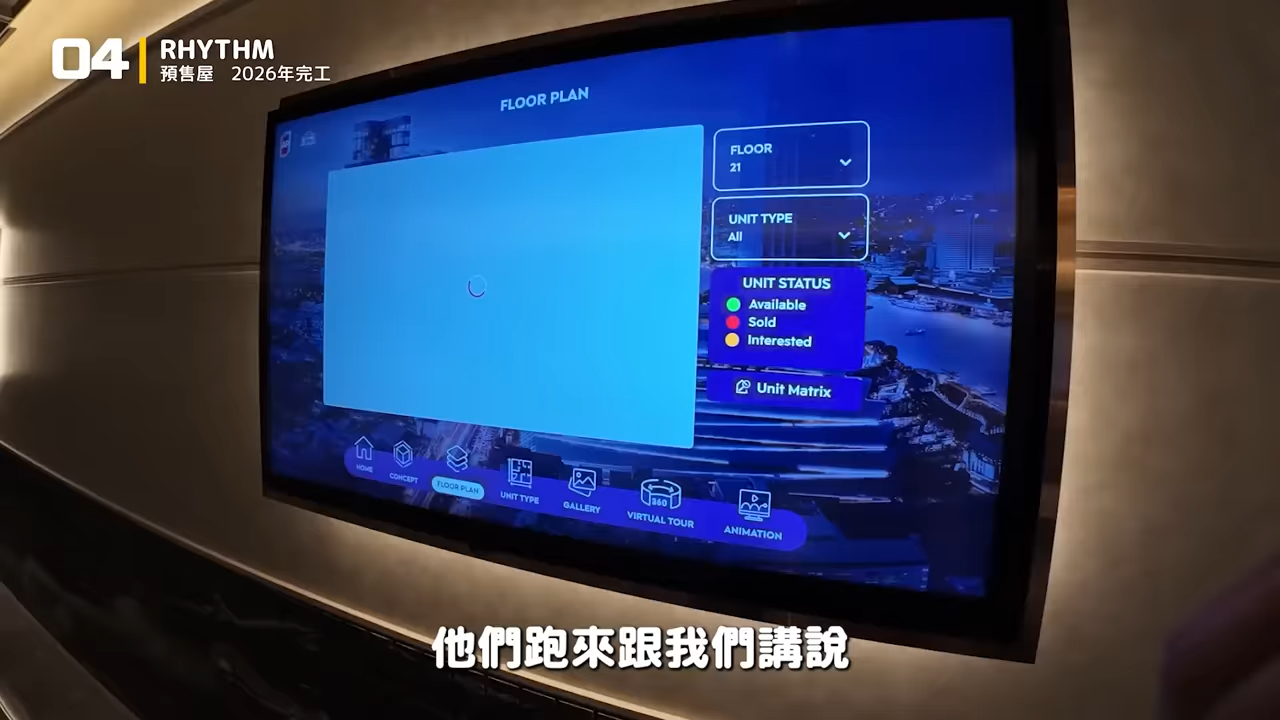 04
RHYTHM
預售屋 2026年完工
FLOOR PLAN
FLOOR
21
UNIT TYPE
All
UNIT STATUS
Available
Sold
Interested
Unit Matrix
HOME
CONCEPT
FLOOR PLAN
UNIT TYPE
GALLERY
360
VIRTUAL TOUR
ANIMATION
他們跑來跟我們講說